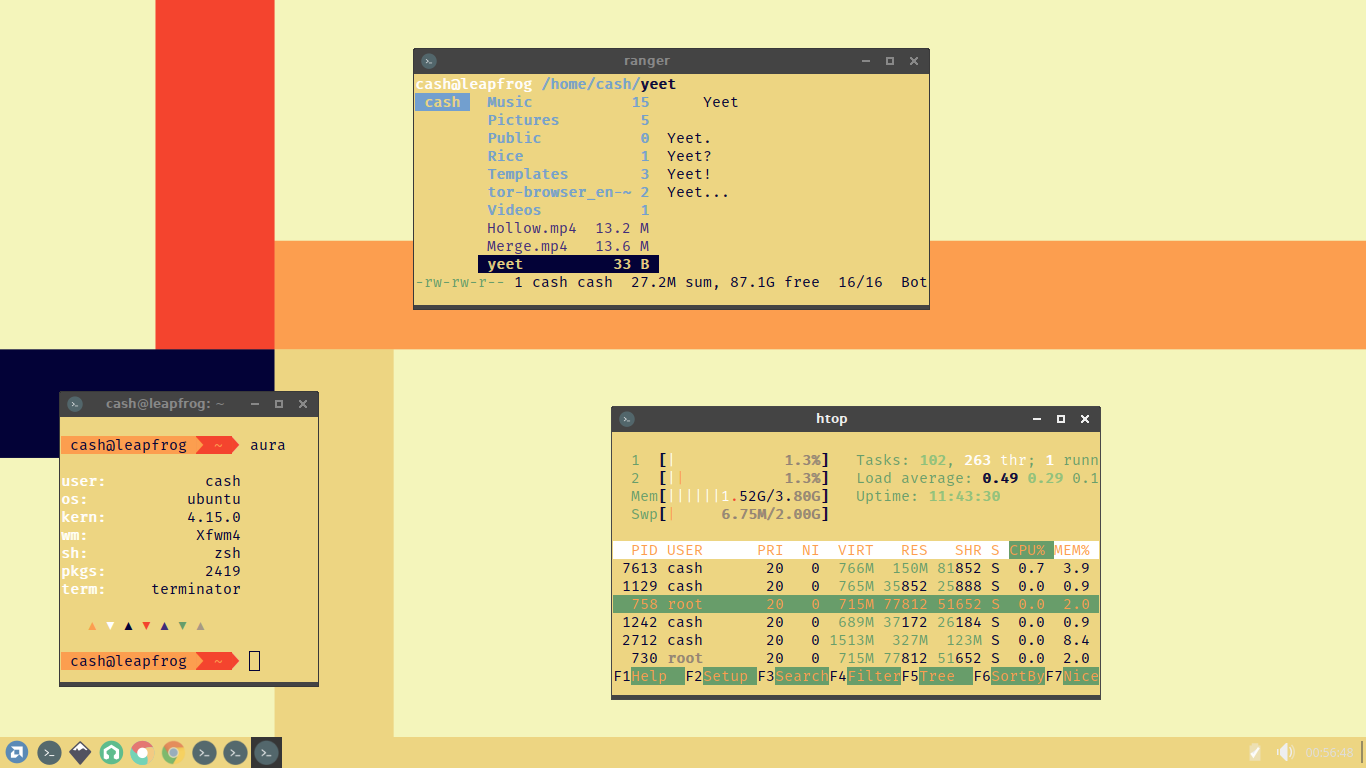 ranger
cash@leapfrog /home/cash/yeet
cash Music 15 Yeet
Pictures 5
Public 0 Yeet.
Rice 1 Yeet?
Templates 3 Yeet!
tor-browser_en-~ 2 Yeet...
Videos 1
Hollow.mp4 13.2 M
Merge.mp4 13.6 M
yeet 33 B
-rw-rw-r-- 1 cash cash 27.2M sum, 87.1G free 16/16 Bot
cash@leapfrog: ~
cash@leapfrog ~ aura
user: cash
os: ubuntu
kern: 4.15.0
wm: Xfwm4
sh: zsh
pkgs: 2419
term: terminator
▲ ▼ ▲ ▼ ▲ ▼ ▲
cash@leapfrog ~
htop
1 [| 1.3%] Tasks: 102, 263 thr; 1 runn
2 [|| 1.3%] Load average: 0.49 0.29 0.1
Mem[||||||1.52G/3.80G] Uptime: 11:43:30
Swp[| 6.75M/2.00G]
PID USER PRI NI VIRT RES SHR S CPU% MEM%
7613 cash 20 0 766M 150M 81852 S 0.7 3.9
1129 cash 20 0 765M 35852 25888 S 0.0 0.9
758 root 20 0 715M 77812 51652 S 0.0 2.0
1242 cash 20 0 689M 37172 26184 S 0.0 0.9
2712 cash 20 0 1513M 327M 123M S 0.0 8.4
730 root 20 0 715M 77812 51652 S 0.0 2.0
F1Help F2Setup F3SearchF4FilterF5Tree F6SortByF7Nice
00:56:48